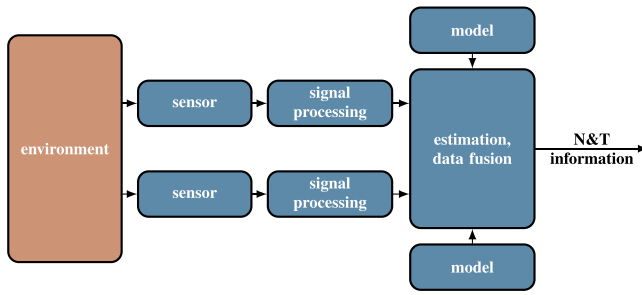 model
sensor
signal
processing
environment
estimation,
data fusion
N&T
information
sensor
signal
processing
model